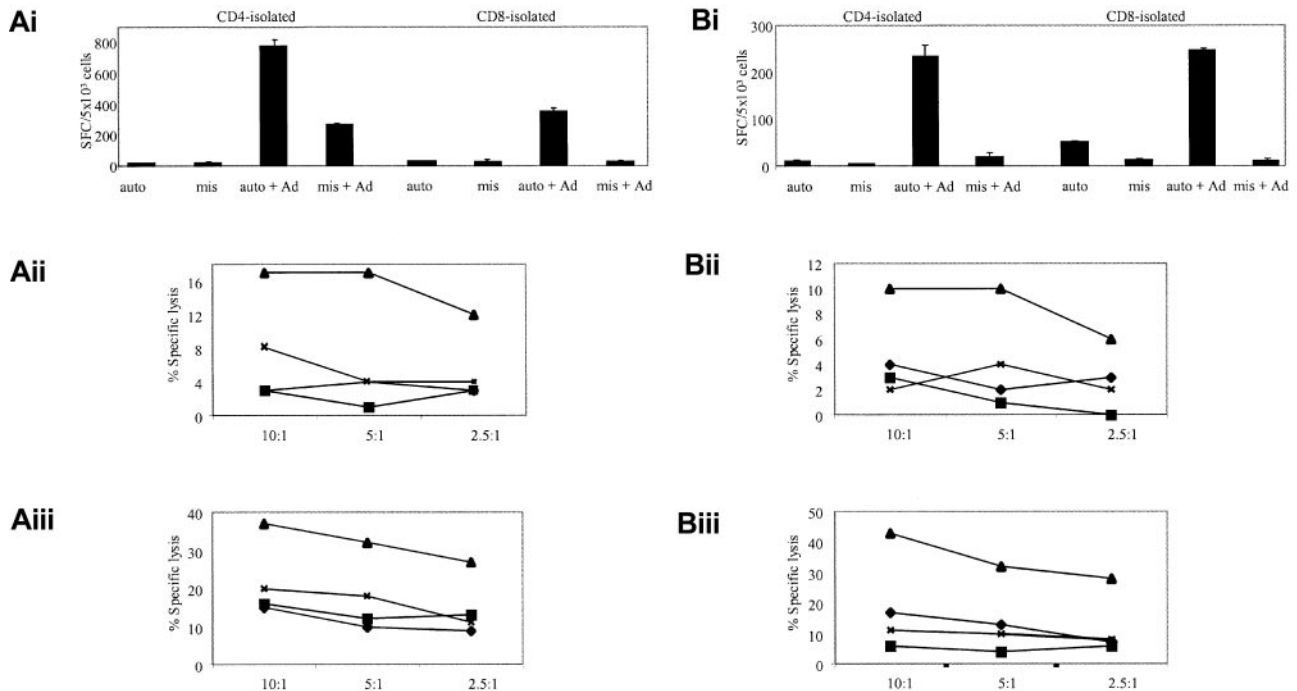 Ai
CD4-isolated
CD8-isolated
SFC/5x10³ cells
800
600
400
200
0
auto
mis
auto + Ad
mis + Ad
auto
mis
auto + Ad
mis + Ad
Bi
CD4-isolated
CD8-isolated
SFC/5x10³ cells
300
200
100
0
auto
mis
auto + Ad
mis + Ad
auto
mis
auto + Ad
mis + Ad
Aii
% Specific lysis
16
12
8
4
0
10:1
5:1
2.5:1
Bii
% Specific lysis
12
10
8
6
4
2
0
10:1
5:1
2.5:1
Aiii
% Specific lysis
40
30
20
10
0
10:1
5:1
2.5:1
Biii
% Specific lysis
50
40
30
20
10
0
10:1
5:1
2.5:1